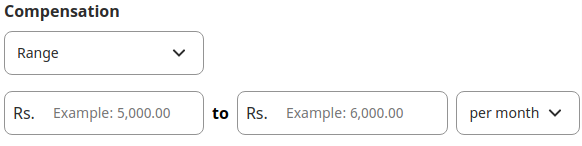 Compensation
Range
Rs. Example: 5,000.00 to Rs. Example: 6,000.00 per month